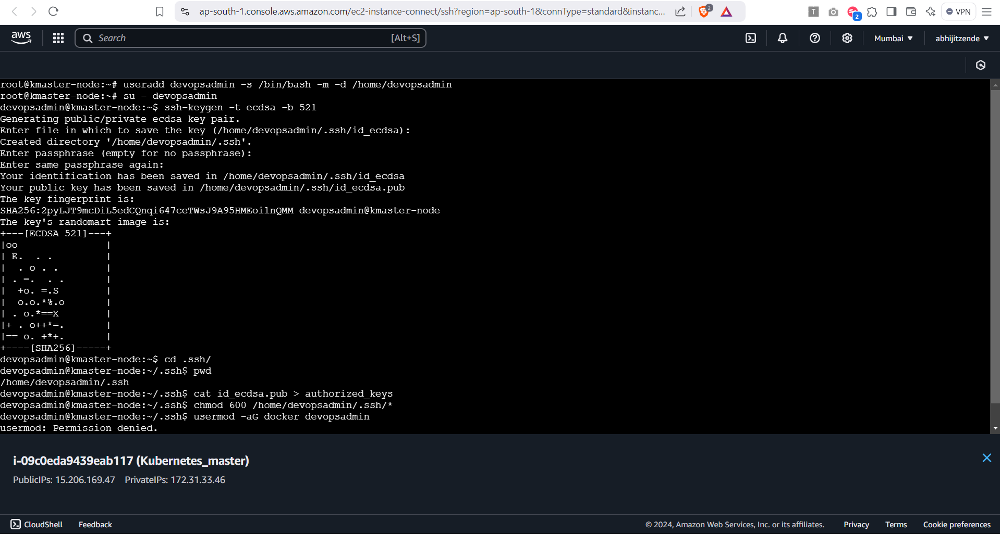 ap-south-1.console.aws.amazon.com/ec2-instance-connect/ssh?region=ap-south-1&connType=standard&instanc...
2
T
2
VPN
aws
Search
[Alt+S]
Mumbai
abhijitzende
root@kmaster-node:~# useradd devopsadmin -s /bin/bash -m -d /home/devopsadmin
root@kmaster-node:~# su - devopsadmin
devopsadmin@kmaster-node:~$ ssh-keygen -t ecdsa -b 521
Generating public/private ecdsa key pair.
Enter file in which to save the key (/home/devopsadmin/.ssh/id_ecdsa):
Created directory '/home/devopsadmin/.ssh'.
Enter passphrase (empty for no passphrase):
Enter same passphrase again:
Your identification has been saved in /home/devopsadmin/.ssh/id_ecdsa
Your public key has been saved in /home/devopsadmin/.ssh/id_ecdsa.pub
The key fingerprint is:
SHA256:2pyLJT9mcDiL5edCQnqi647ceTWsJ9A95HMEoilnQMM devopsadmin@kmaster-node
The key's randomart image is:
+---[ECDSA 521]---+
|oo               |
| E.  . .         |
|  . o . .        |
| . =.  . .       |
|  +o. =.S        |
|  o.o.*%.o       |
| . o.*==X        |
|+ . o++*=.       |
|== o. +*+.       |
+----[SHA256]-----+
devopsadmin@kmaster-node:~$ cd .ssh/
devopsadmin@kmaster-node:~/.ssh$ pwd
/home/devopsadmin/.ssh
devopsadmin@kmaster-node:~/.ssh$ cat id_ecdsa.pub > authorized_keys
devopsadmin@kmaster-node:~/.ssh$ chmod 600 /home/devopsadmin/.ssh/*
devopsadmin@kmaster-node:~/.ssh$ usermod -aG docker devopsadmin
usermod: Permission denied.
i-09c0eda9439eab117 (Kubernetes_master)
PublicIPs: 15.206.169.47 PrivateIPs: 172.31.33.46
CloudShell Feedback
© 2024, Amazon Web Services, Inc. or its affiliates. Privacy Terms Cookie preferences